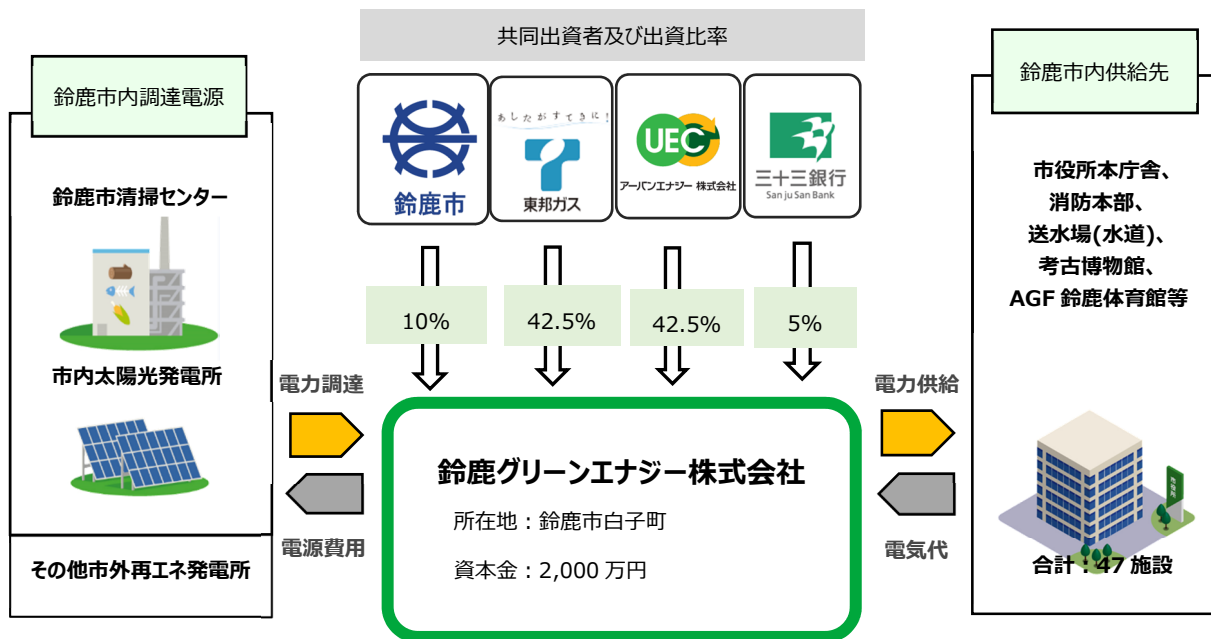 共同出資者及び出資比率
鈴鹿市内調達電源
鈴鹿市清掃センター
市内太陽光発電所
その他市外再エネ発電所
鈴鹿市
あしたがすてきに!
東邦ガス
UEC
アーバンエナジー 株式会社
三十三銀行
San ju San Bank
10%
42.5%
42.5%
5%
電力調達
電源費用
鈴鹿グリーンエナジー株式会社
所在地：鈴鹿市白子町
資本金：2,000 万円
電力供給
電気代
鈴鹿市内供給先
市役所本庁舎、
消防本部、
送水場(水道)、
考古博物館、
AGF 鈴鹿体育館等
市役所
合計：47 施設